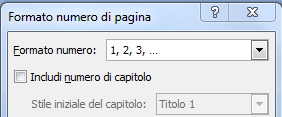 Formato numero di pagina
Formato numero: 1, 2, 3, ...
Includi numero di capitolo
Stile iniziale del capitolo: Titolo 1